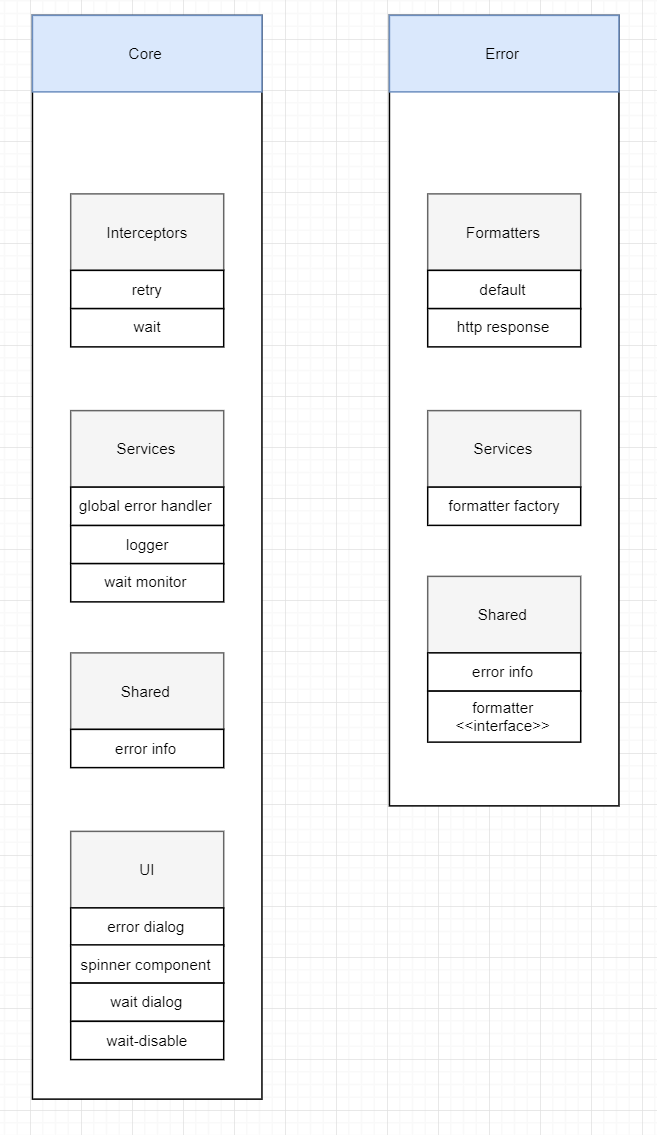 Core
Interceptors
retry
wait
Services
global error handler
logger
wait monitor
Shared
error info
UI
error dialog
spinner component
wait dialog
wait-disable
Error
Formatters
default
http response
Services
formatter factory
Shared
error info
formatter
<<interface>>